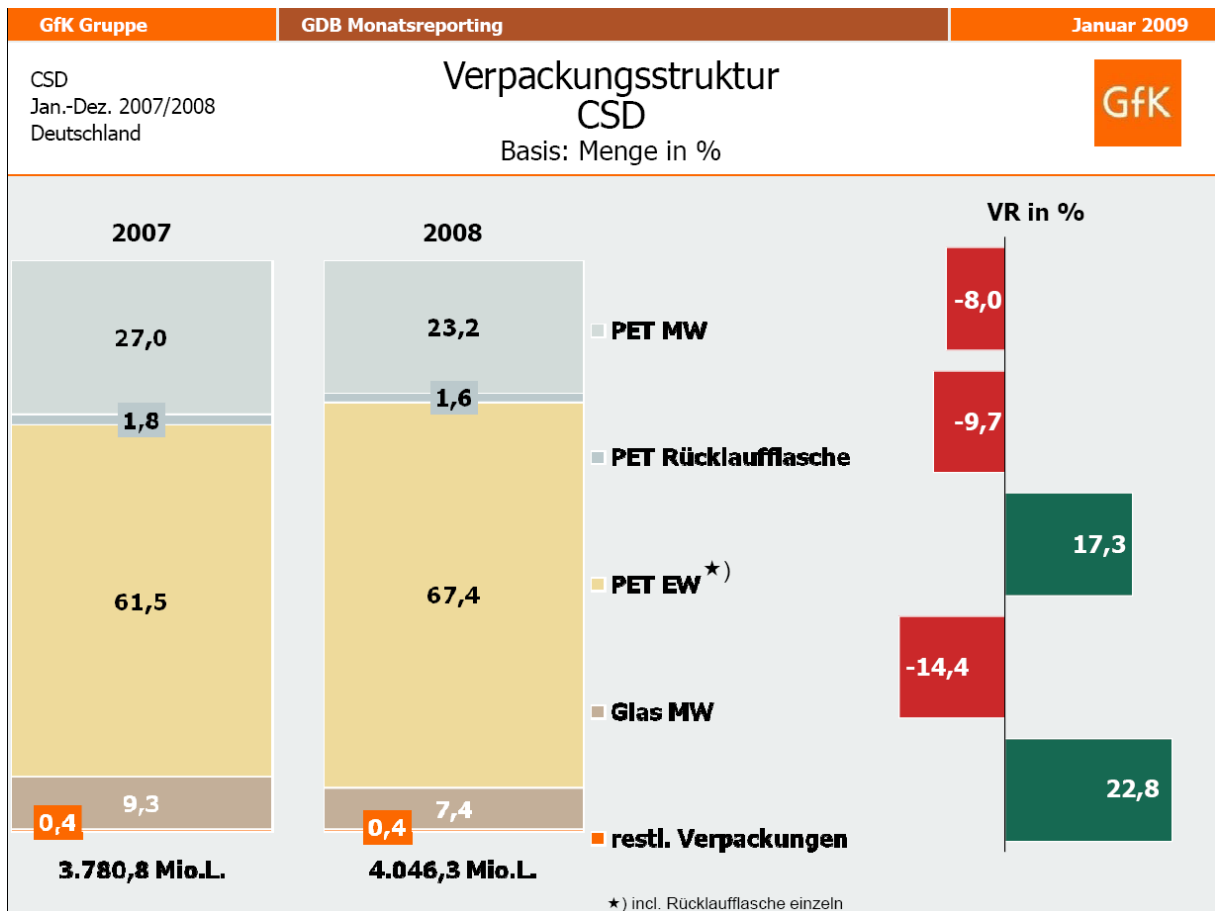 GfK Gruppe
GDB Monatsreporting
Januar 2009
CSD
Jan.-Dez. 2007/2008
Deutschland
Verpackungsstruktur
CSD
Basis: Menge in %
GfK
2007
2008
VR in %
27,0
23,2
PET MW
-8,0
1,8
1,6
PET Rücklaufflasche
-9,7
61,5
67,4
PET EW ★)
17,3
9,3
7,4
Glas MW
-14,4
0,4
0,4
restl. Verpackungen
22,8
3.780,8 Mio.L.
4.046,3 Mio.L.
★) incl. Rücklaufflasche einzeln